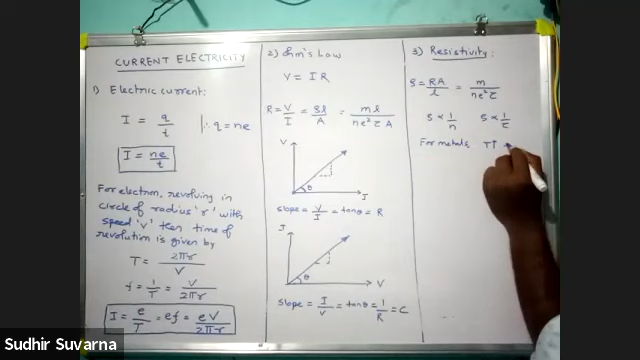 CURRENT ELECTRICITY
1) Electric current:
I = q/t | ∵ q = ne
I = ne/t
For electron, revolving in
circle of radius 'r' with
speed 'v' then time of
revolution is given by
T = 2πr/V
f = 1/T = V/2πr
I = e/T = ef = eV/2πr
2) Ohm's Law
V = IR
R = V/I = ρl/A = ml/ne²τA
V
θ
I
slope = V/I = tanθ = R
I
θ
V
slope = I/V = tanθ = 1/R = C
3) Resistivity:
ρ = RA/l = m/ne²τ
ρ ∝ 1/n ρ ∝ 1/τ
For metals T↑
Sudhir Suvarna